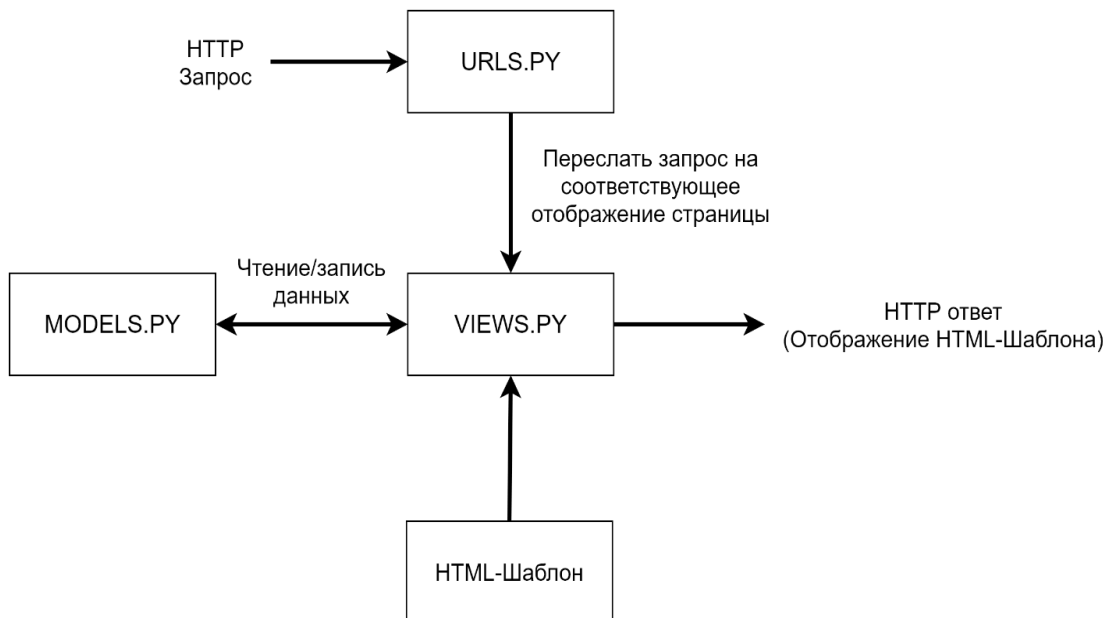 HTTP
Запрос
URLS.PY
Переслать запрос на
соответствующее
отображение страницы
Чтение/запись
данных
MODELS.PY
VIEWS.PY
HTTP ответ
(Отображение HTML-Шаблона)
HTML-Шаблон